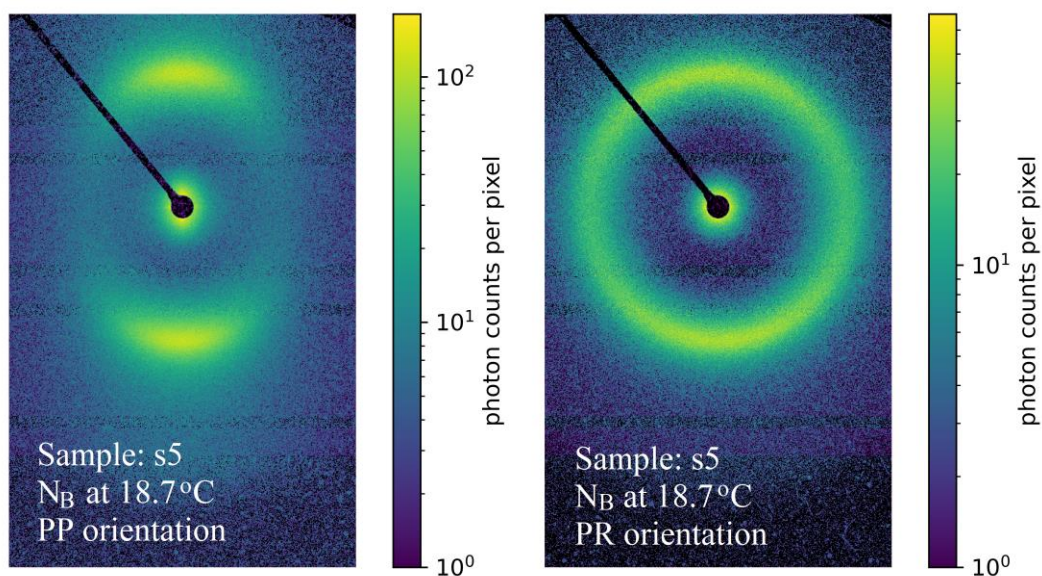 10²
10¹
10⁰
photon counts per pixel
Sample: s5
N_B at 18.7°C
PP orientation
10¹
10⁰
photon counts per pixel
Sample: s5
N_B at 18.7°C
PR orientation